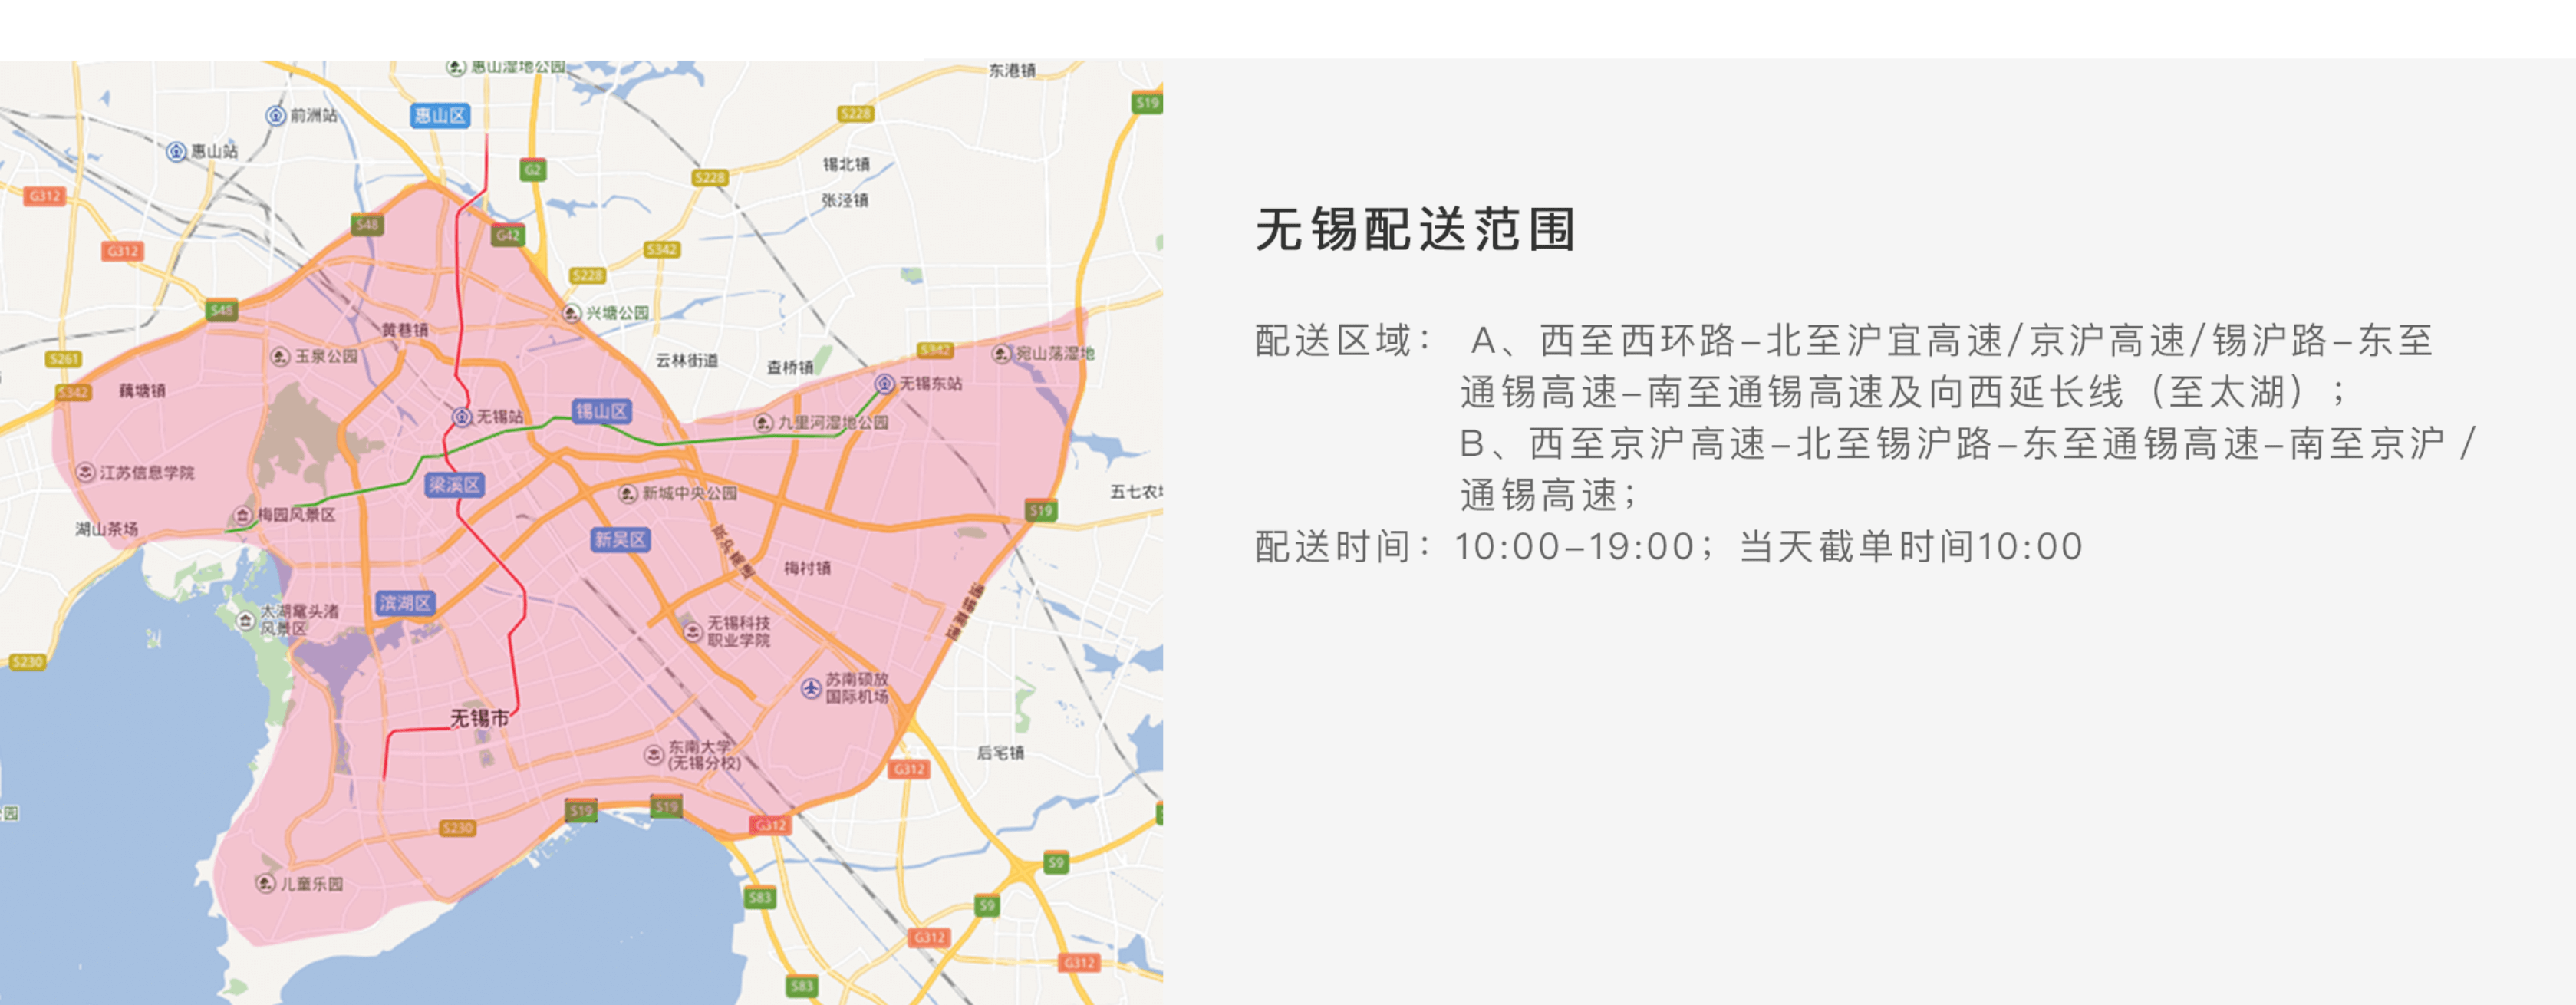 惠山湿地公园
东港镇
S19
惠山区
前洲站
S228
惠山站
锡北镇
G2
S228
G312
张泾镇
S48
G42
G312
S342
S228
S48
兴塘公园
黄巷镇
S342
宛山荡湿地
玉泉公园
S261
云林街道
查桥镇
无锡东站
S342
藕塘镇
无锡站
锡山区
九里河湿地公园
江苏信息学院
梁溪区
新城中央公园
五七农
S19
梅园风景区
湖山茶场
新吴区
京沪高速
梅村镇
通锡高速
滨湖区
太湖鼋头渚
风景区
无锡科技
职业学院
S230
苏南硕放
国际机场
无锡市
东南大学
(无锡分校)
后宅镇
G312
园
S19
S19
G312
S230
S9
儿童乐园
S83
S9
G312
G312
S83
无锡配送范围
配送区域： A、西至西环路–北至沪宜高速/京沪高速/锡沪路–东至
通锡高速–南至通锡高速及向西延长线（至太湖）；
B、西至京沪高速–北至锡沪路–东至通锡高速–南至京沪 /
通锡高速；
配送时间：10:00–19:00；当天截单时间10:00